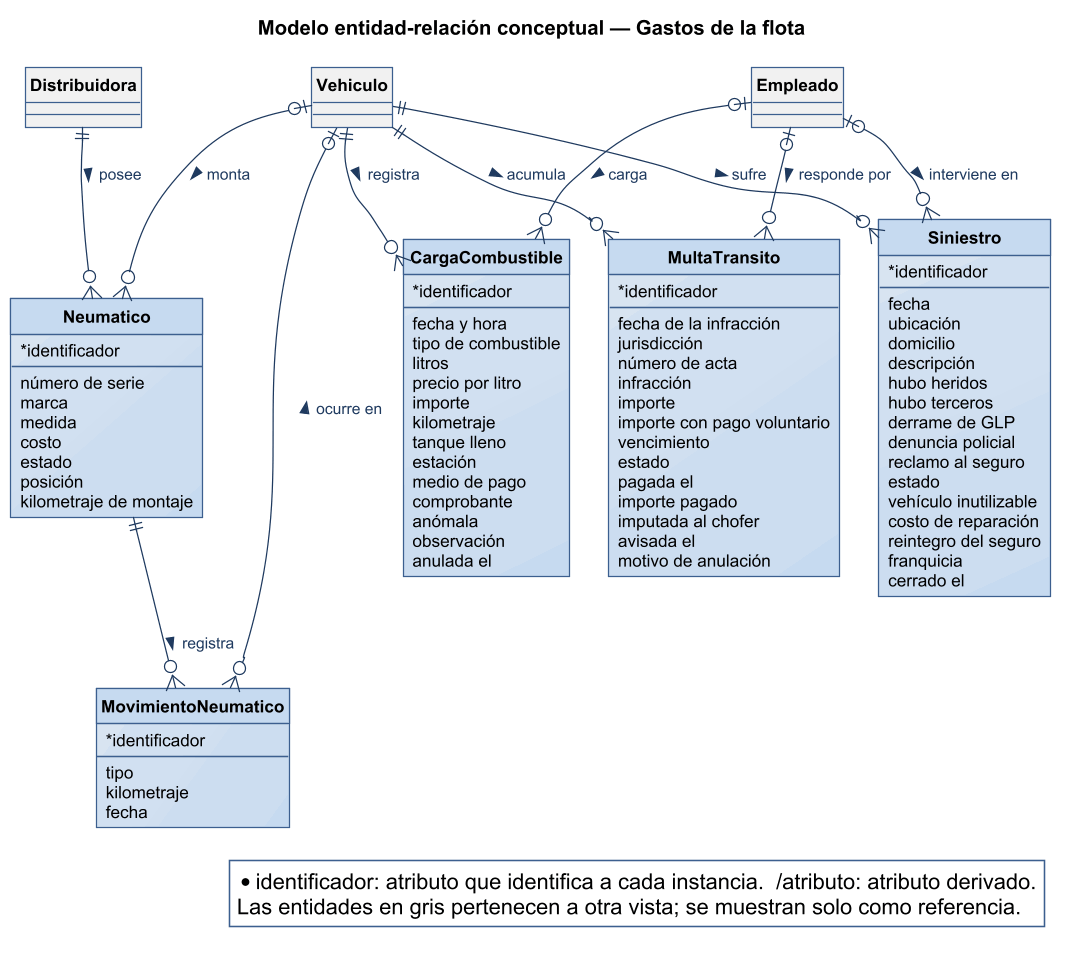 Modelo entidad-relación conceptual — Gastos de la flota
Distribuidora
Vehiculo
Empleado
posee
monta
registra
acumula
carga
sufre
responde por
interviene en
Neumatico
*identificador
número de serie
marca
medida
costo
estado
posición
kilometraje de montaje
CargaCombustible
*identificador
fecha y hora
tipo de combustible
litros
precio por litro
importe
kilometraje
tanque lleno
estación
medio de pago
comprobante
anómala
observación
anulada el
MultaTransito
*identificador
fecha de la infracción
jurisdicción
número de acta
infracción
importe
importe con pago voluntario
vencimiento
estado
pagada el
importe pagado
imputada al chofer
avisada el
motivo de anulación
Siniestro
*identificador
fecha
ubicación
domicilio
descripción
hubo heridos
hubo terceros
derrame de GLP
denuncia policial
reclamo al seguro
estado
vehículo inutilizable
costo de reparación
reintegro del seguro
franquicia
cerrado el
ocurre en
registra
MovimientoNeumatico
*identificador
tipo
kilometraje
fecha
• identificador: atributo que identifica a cada instancia.  /atributo: atributo derivado.
Las entidades en gris pertenecen a otra vista; se muestran solo como referencia.